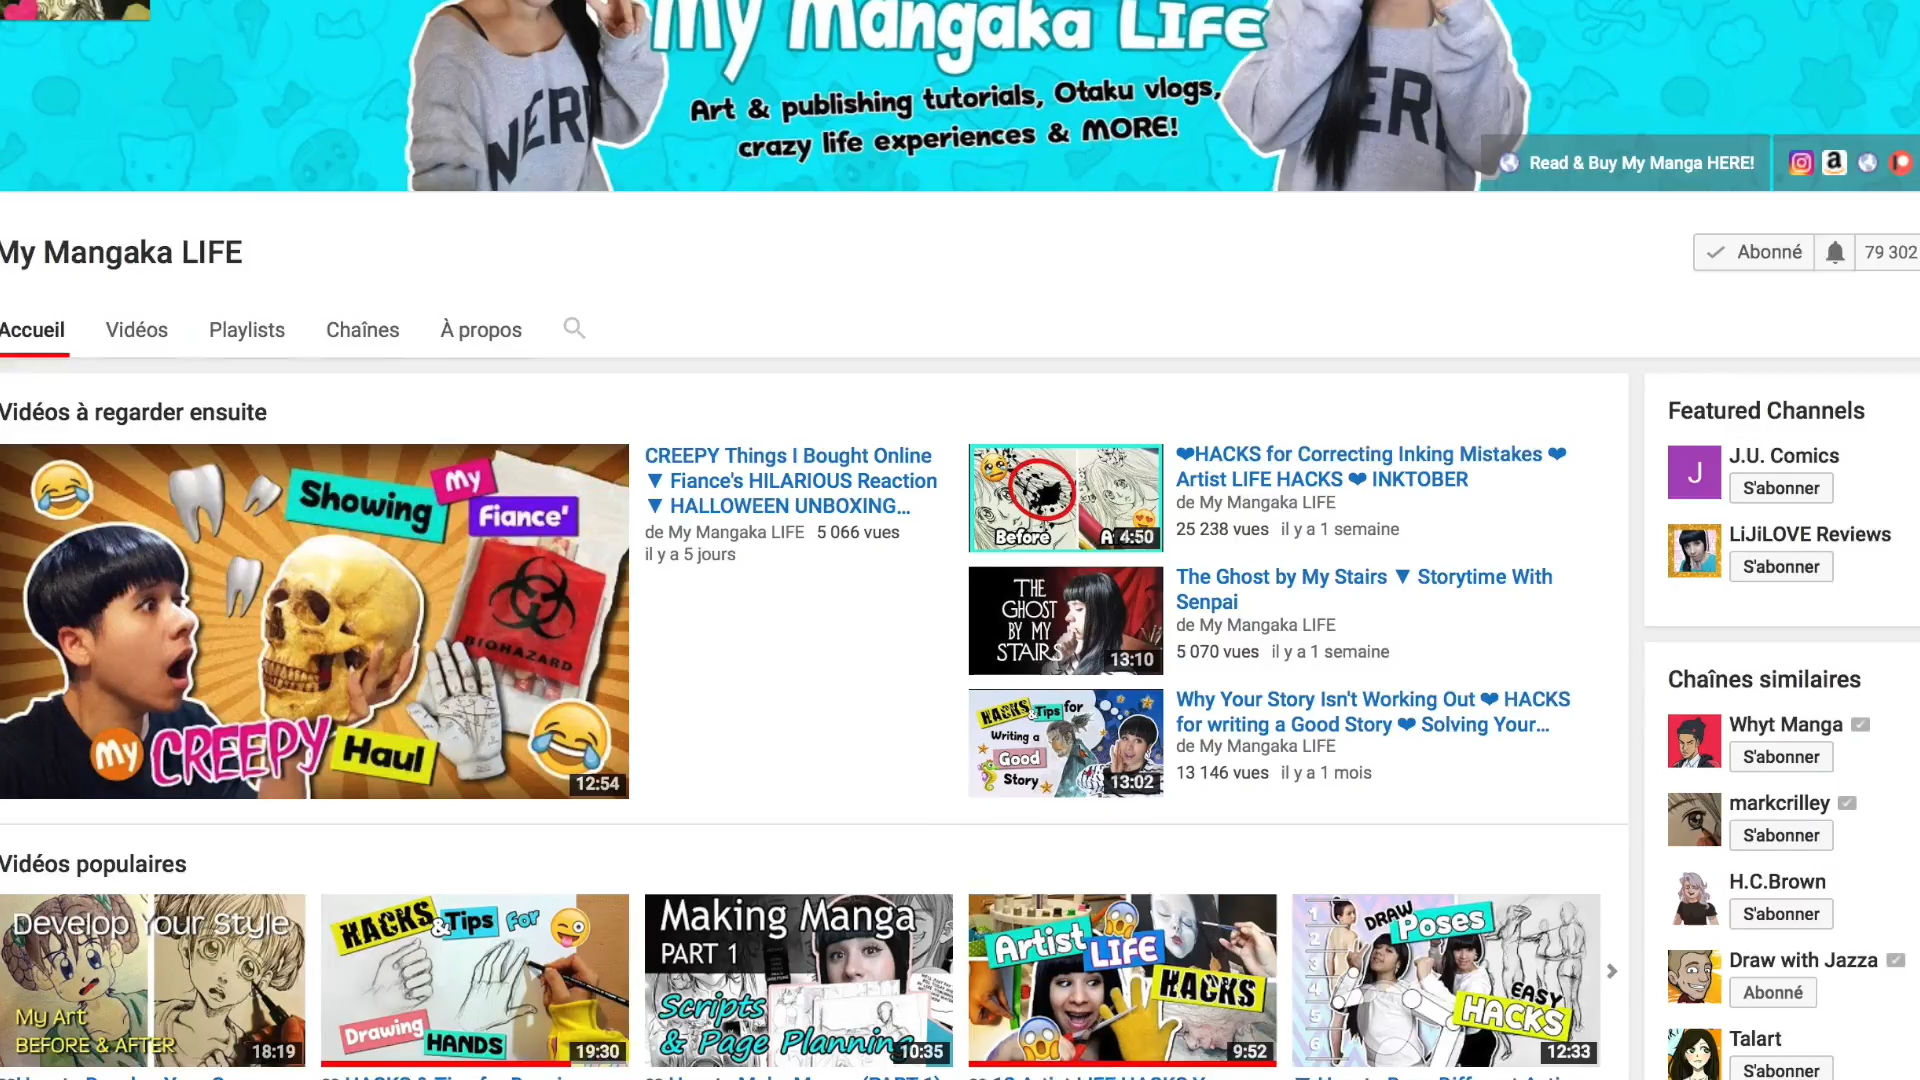 My Mangaka LIFE
Art & publishing tutorials, Otaku vlogs,
crazy life experiences & MORE!
NERD
Read & Buy My Manga HERE!
My Mangaka LIFE
Abonné
79 302
Accueil
Vidéos
Playlists
Chaînes
À propos
Vidéos à regarder ensuite
Showing
My
Fiance'
BIOHAZARD
My
CREEPY
Haul
12:54
CREEPY Things I Bought Online
▼ Fiance's HILARIOUS Reaction
▼ HALLOWEEN UNBOXING...
de My Mangaka LIFE 5 066 vues
il y a 5 jours
Before
4:50
❤HACKS for Correcting Inking Mistakes ❤
Artist LIFE HACKS ❤ INKTOBER
de My Mangaka LIFE
25 238 vues il y a 1 semaine
THE
GHOST
BY MY
STAIRS
13:10
The Ghost by My Stairs ▼ Storytime With
Senpai
de My Mangaka LIFE
5 070 vues il y a 1 semaine
HACKS
&Tips for
Writing a
Good
Story
13:02
Why Your Story Isn't Working Out ❤ HACKS
for writing a Good Story ❤ Solving Your...
de My Mangaka LIFE
13 146 vues il y a 1 mois
Featured Channels
J
J.U. Comics
S'abonner
LiJiLOVE Reviews
S'abonner
Chaînes similaires
Whyt Manga
S'abonner
markcrilley
S'abonner
H.C.Brown
S'abonner
Draw with Jazza
Abonné
Talart
S'abonner
Vidéos populaires
Develop Your Style
My Art
BEFORE & AFTER
18:19
HACKS
&Tips For
Drawing
HANDS
19:30
Making Manga
PART 1
Scripts
& Page Planning
10:35
Artist
LIFE
HACKS
9:52
1
2
3
4
5
6
DRAW
Poses
EASY
HACKS
12:33